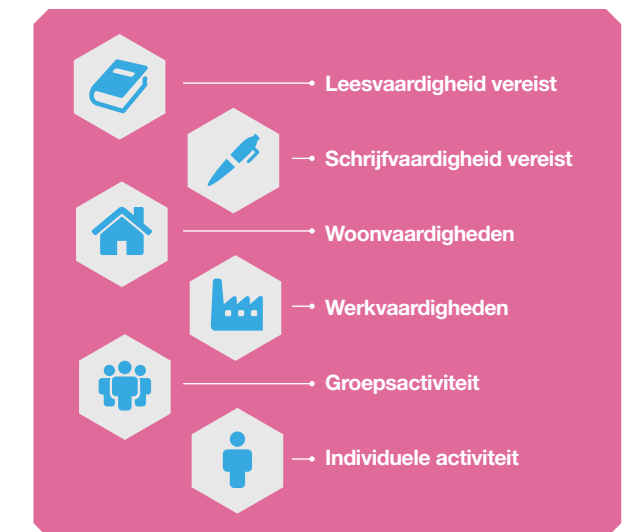 Leesvaardigheid vereist
Schrijfvaardigheid vereist
Woonvaardigheden
Werkvaardigheden
Groepsactiviteit
Individuele activiteit